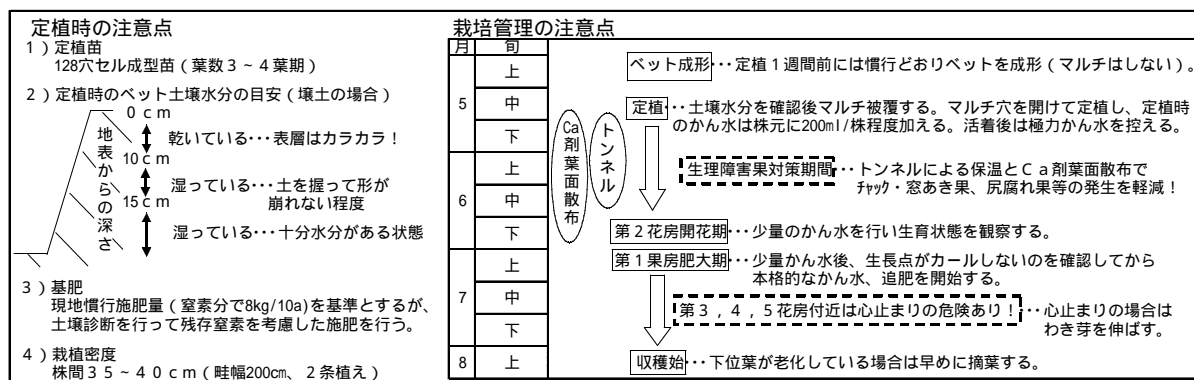 定植時の注意点
1）定植苗
128穴セル成型苗（葉数3～4葉期）
2）定植時のベット土壌水分の目安（壌土の場合）
0cm
乾いている･･･表層はカラカラ！
10cm
湿っている･･･土を握って形が
崩れない程度
15cm
湿っている･･･十分水分がある状態
地表からの深さ
3）基肥
現地慣行施肥量（窒素分で8kg/10a)を基準とするが、
土壌診断を行って残存窒素を考慮した施肥を行う。
4）栽植密度
株間35～40cm（畦幅200cm、2条植え）
栽培管理の注意点
月 旬
5 上 中 下
6 上 中 下
7 上 中 下
8 上
Ca剤葉面散布
トンネル
ベット成形･･･定植1週間前には慣行どおりベットを成形（マルチはしない）。
定植･･･土壌水分を確認後マルチ被覆する。マルチ穴を開けて定植し、定植時
のかん水は株元に200ml/株程度加える。活着後は極力かん水を控える。
生理障害果対策期間･･･トンネルによる保温とCa剤葉面散布で
ﾁｬｯｸ・窓あき果、尻腐れ果等の発生を軽減！
第2花房開花期･･･少量のかん水を行い生育状態を観察する。
第1果房肥大期･･･少量かん水後、生長点がカールしないのを確認してから
本格的なかん水、追肥を開始する。
第3,4,5花房付近は心止まりの危険あり！･･･心止まりの場合は
わき芽を伸ばす。
収穫始･･･下位葉が老化している場合は早めに摘葉する。